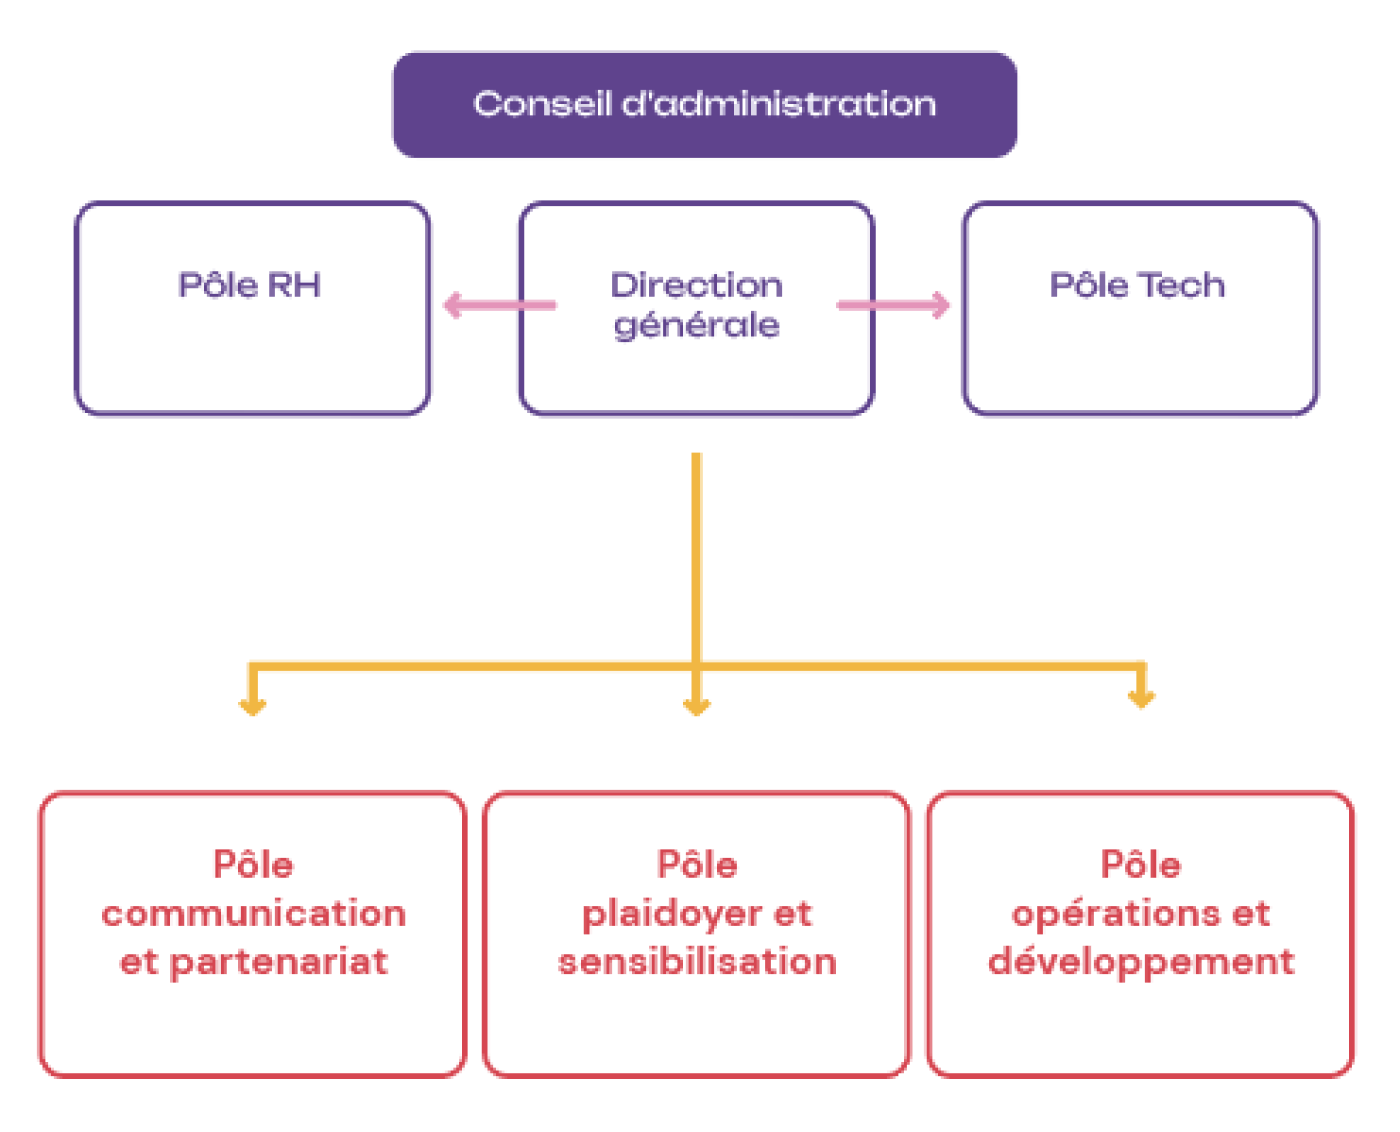 Conseil d'administration
Pôle RH
Direction
générale
Pôle Tech
Pôle
communication
et partenariat
Pôle
plaidoyer et
sensibilisation
Pôle
opérations et
développement